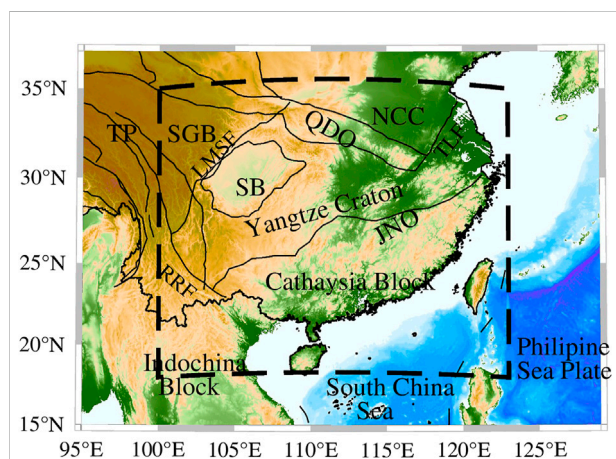 35°N
30°N
25°N
20°N
15°N
95°E 100°E 105°E 110°E 115°E 120°E 125°E
TP
SGB
LMSF
QDO
NCC
TLF
SB
Yangtze Craton
JNO
RRF
Cathaysia Block
Indochina
Block
South China
Sea
Philipine
Sea Plate